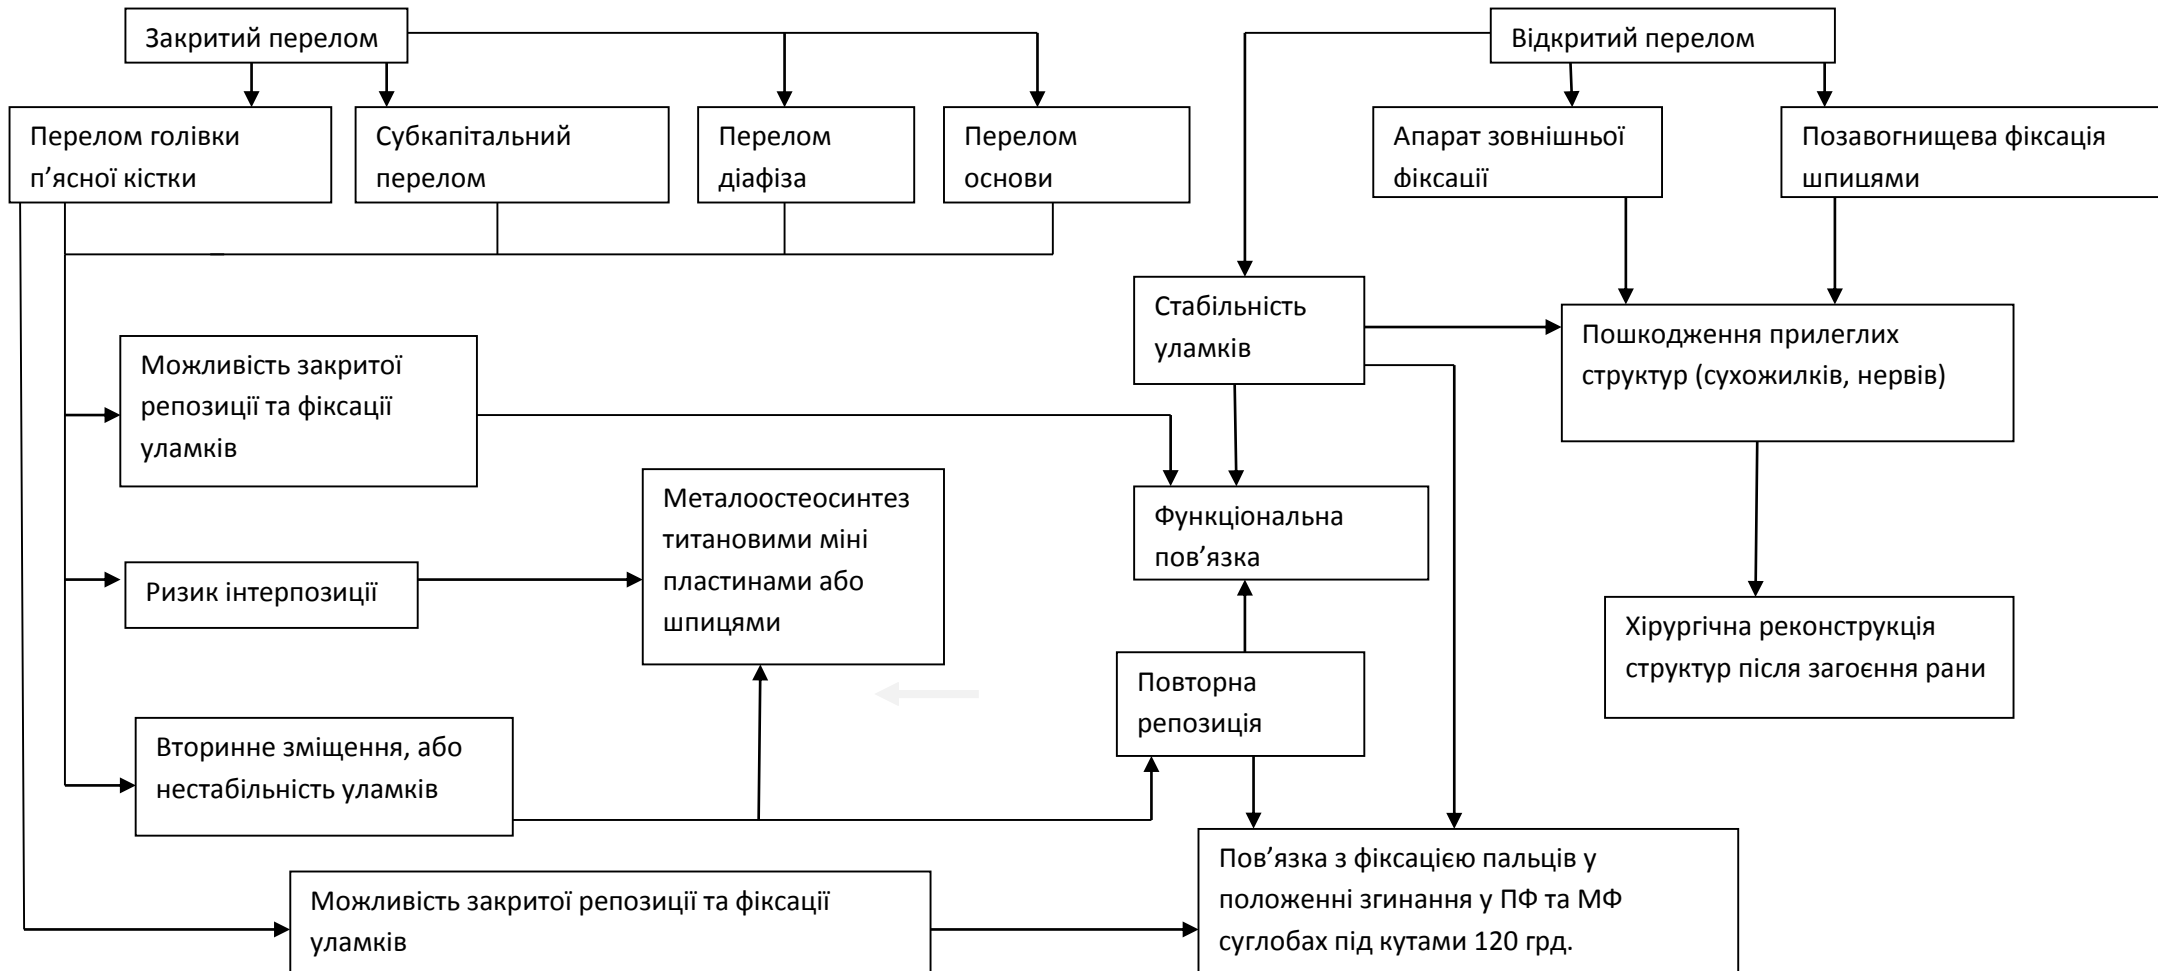 Закритий перелом
Відкритий перелом
Перелом голівки
п’ясної кістки
Субкапітальний
перелом
Перелом
діафіза
Перелом
основи
Апарат зовнішньої
фіксації
Позавогнищева фіксація
шпицями
Стабільність
уламків
Пошкодження прилеглих
структур (сухожилків, нервів)
Можливість закритої
репозиції та фіксації
уламків
Металоостеосинтез
титановими міні
пластинами або
шпицями
Функціональна
пов’язка
Ризик інтерпозиції
Хірургічна реконструкція
структур після загоєння рани
Повторна
репозиція
Вторинне зміщення, або
нестабільність уламків
Можливість закритої репозиції та фіксації
уламків
Пов’язка з фіксацією пальців у
положенні згинання у ПФ та МФ
суглобах під кутами 120 грд.